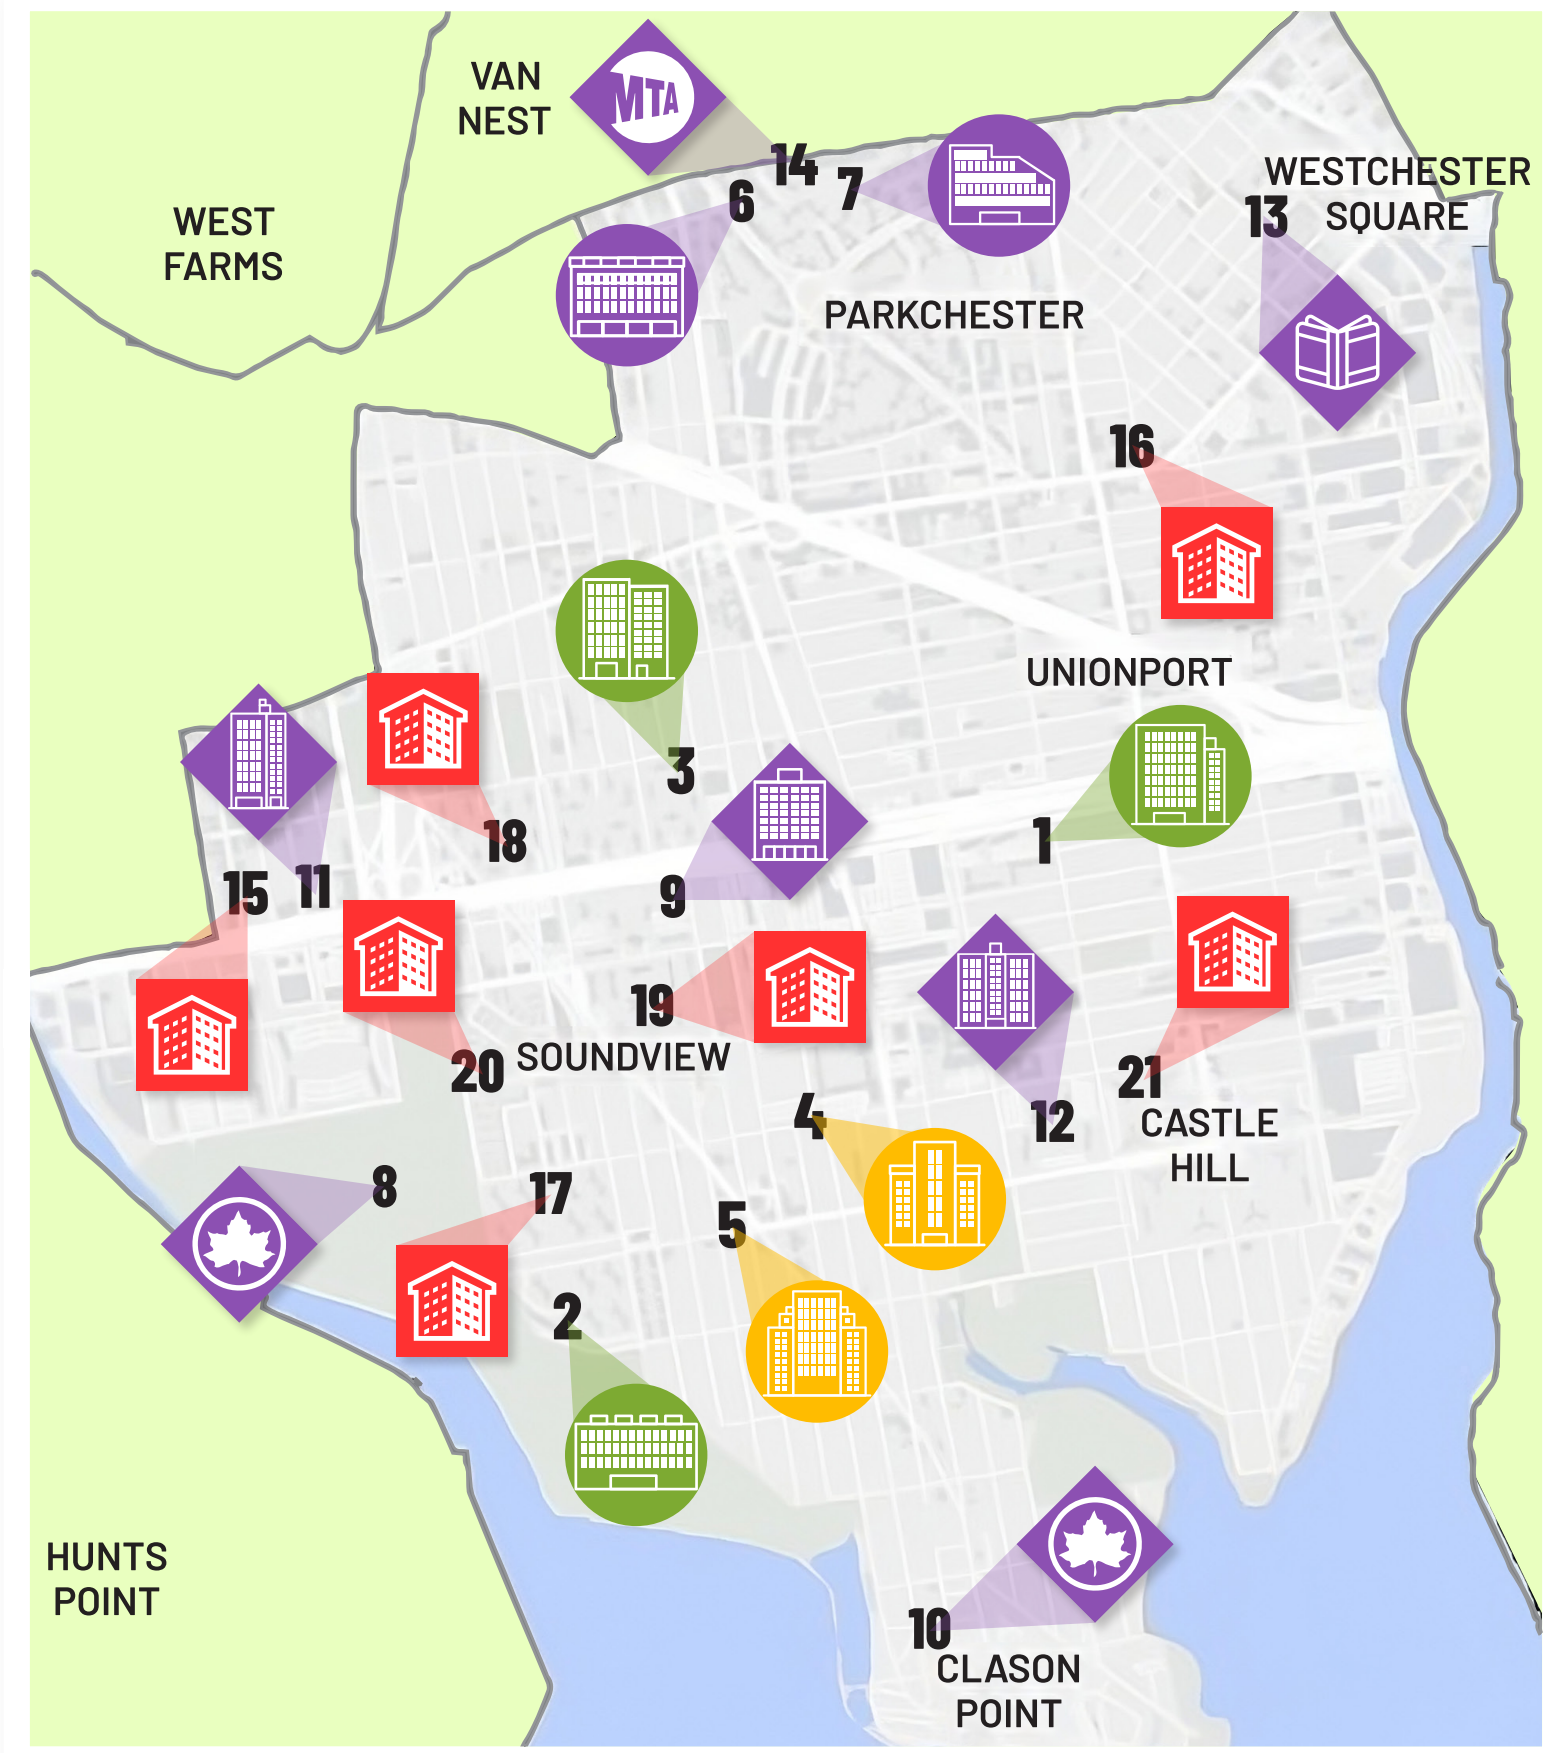 VAN
NEST
MTA
14
7
6
WESTCHESTER
SQUARE
13
WEST
FARMS
PARKCHESTER
16
UNIONPORT
3
1
18
9
15
11
19
SOUNDVIEW
20
21
CASTLE
HILL
4
12
8
17
5
2
HUNTS
POINT
10
CLASON
POINT